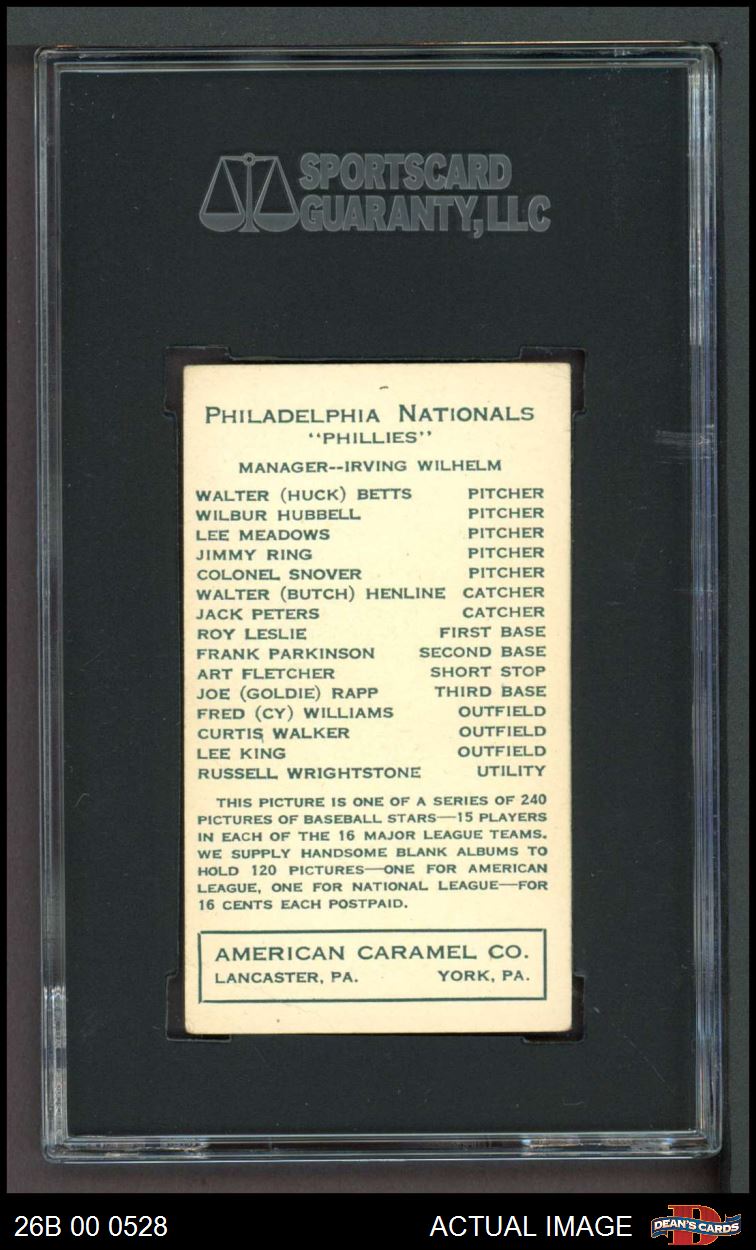 SPORTSCARD
GUARANTY, LLC
PHILADELPHIA NATIONALS
"PHILLIES"
MANAGER--IRVING WILHELM
WALTER (HUCK) BETTS PITCHER
WILBUR HUBBELL PITCHER
LEE MEADOWS PITCHER
JIMMY RING PITCHER
COLONEL SNOVER PITCHER
WALTER (BUTCH) HENLINE CATCHER
JACK PETERS CATCHER
ROY LESLIE FIRST BASE
FRANK PARKINSON SECOND BASE
ART FLETCHER SHORT STOP
JOE (GOLDIE) RAPP THIRD BASE
FRED (CY) WILLIAMS OUTFIELD
CURTIS WALKER OUTFIELD
LEE KING OUTFIELD
RUSSELL WRIGHTSTONE UTILITY
THIS PICTURE IS ONE OF A SERIES OF 240
PICTURES OF BASEBALL STARS—15 PLAYERS
IN EACH OF THE 16 MAJOR LEAGUE TEAMS.
WE SUPPLY HANDSOME BLANK ALBUMS TO
HOLD 120 PICTURES—ONE FOR AMERICAN
LEAGUE, ONE FOR NATIONAL LEAGUE—FOR
16 CENTS EACH POSTPAID.
AMERICAN CARAMEL CO.
LANCASTER, PA. YORK, PA.
26B 00 0528 ACTUAL IMAGE D DEAN'S CARDS